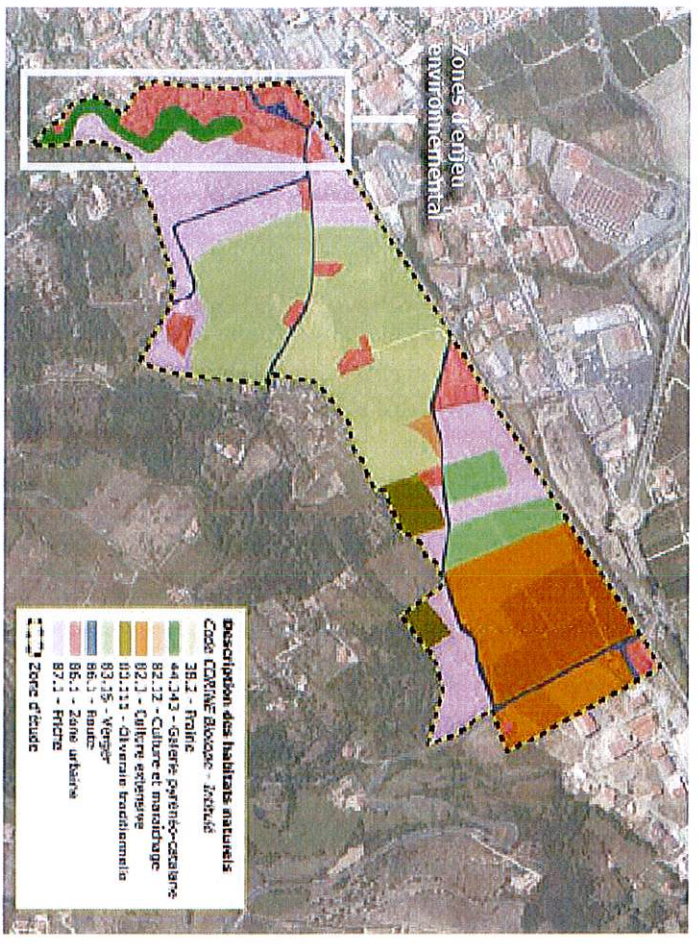 Zones d'enjeu
environnemental
Description des habitats naturels
Code CORINE Biotope - Intitulé
38.2 - Prairie
44.343 - Galerie pyrénéo-catalane
82.12 - Culture et maraichage
82.3 - Culture extensive
83.111 - Oliveraie traditionnelle
83.15 - Verger
86.1 - Route
86.1 - Zone urbaine
87.1 - Friche
Zone d'étude